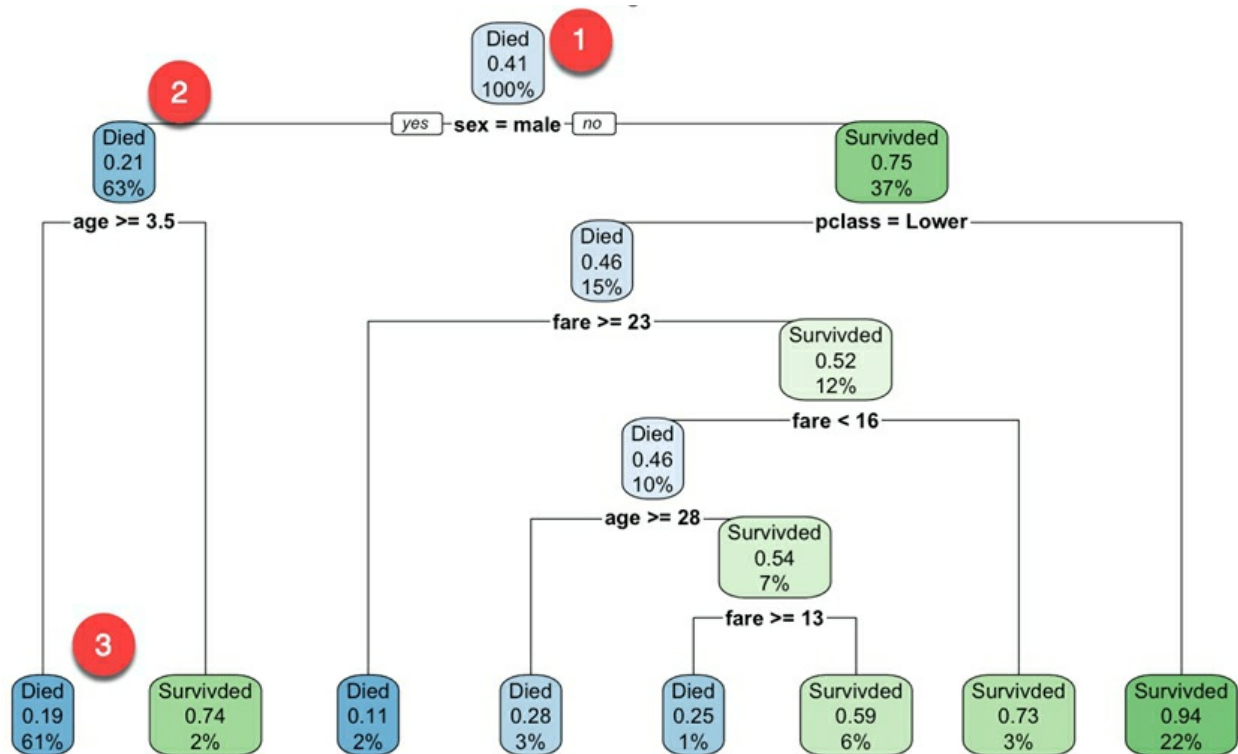 Died
0.41
100%
1
2
yes sex = male no
Died
0.21
63%
Survivded
0.75
37%
age >= 3.5
pclass = Lower
Died
0.46
15%
fare >= 23
Survivded
0.52
12%
fare < 16
Died
0.46
10%
age >= 28
Survivded
0.54
7%
fare >= 13
3
Died
0.19
61%
Survivded
0.74
2%
Died
0.11
2%
Died
0.28
3%
Died
0.25
1%
Survivded
0.59
6%
Survivded
0.73
3%
Survivded
0.94
22%